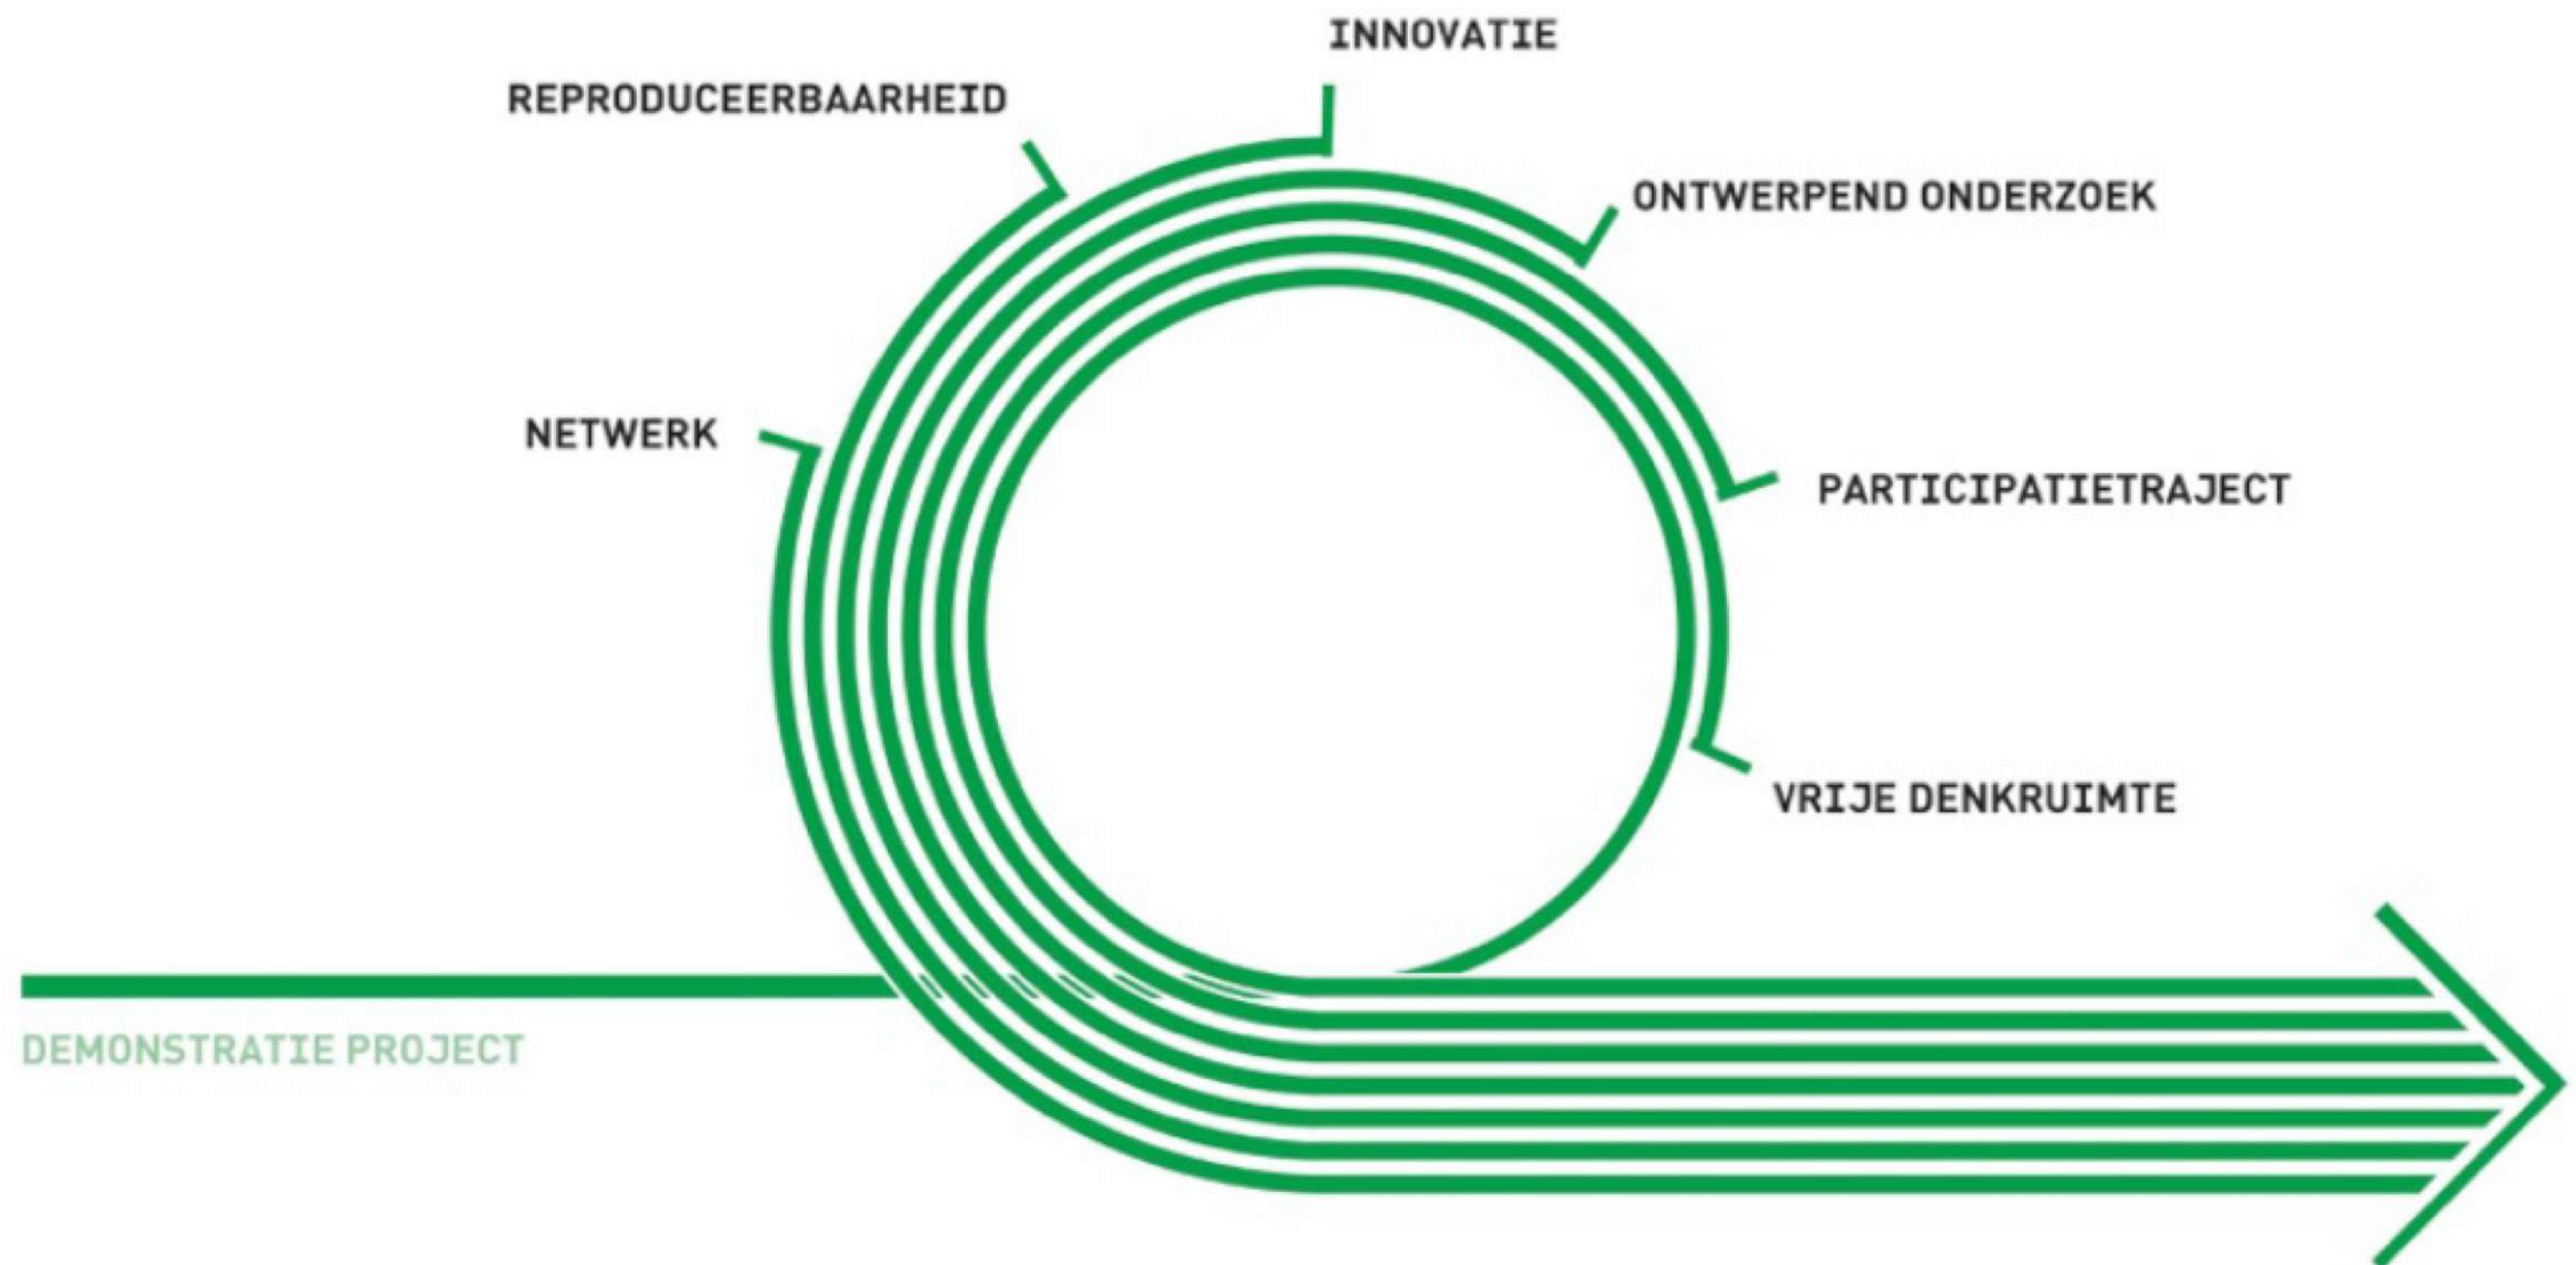 INNOVATIE
REPRODUCEERBAARHEID
ONTWERPEND ONDERZOEK
NETWERK
PARTICIPATIETRAJECT
VRIJE DENKRUIMTE
DEMONSTRATIE PROJECT